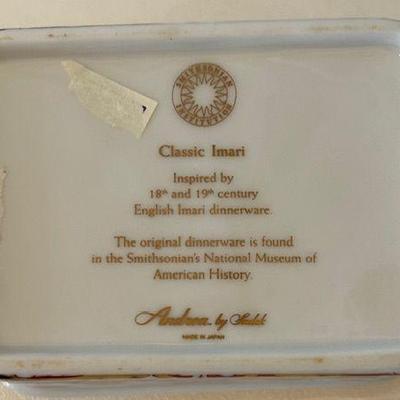 SMITHSONIAN
INSTITUTION
Classic Imari
Inspired by
18th and 19th century
English Imari dinnerware.
The original dinnerware is found
in the Smithsonian's National Museum of
American History.
Andrea by Sadek
MADE IN JAPAN